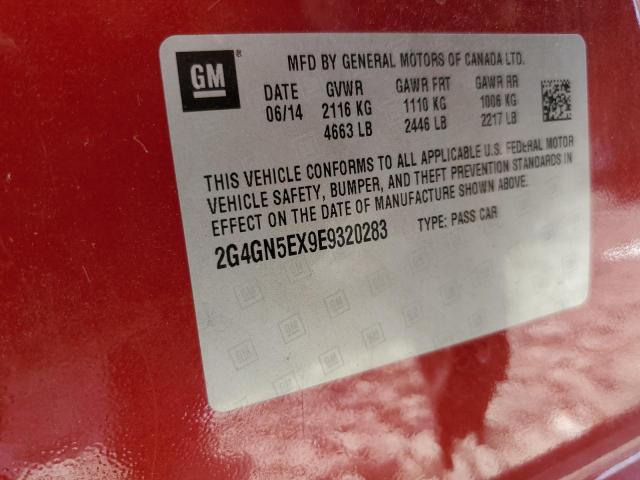 GM®
MFD BY GENERAL MOTORS OF CANADA LTD.
DATE GVWR GAWR FRT GAWR RR
06/14 2116 KG 1110 KG 1006 KG
4663 LB 2446 LB 2217 LB
THIS VEHICLE CONFORMS TO ALL APPLICABLE U.S. FEDERAL MOTOR
VEHICLE SAFETY, BUMPER, AND THEFT PREVENTION STANDARDS IN
EFFECT ON THE DATE OF MANUFACTURE SHOWN ABOVE.
2G4GN5EX9E9320283 TYPE: PASS CAR